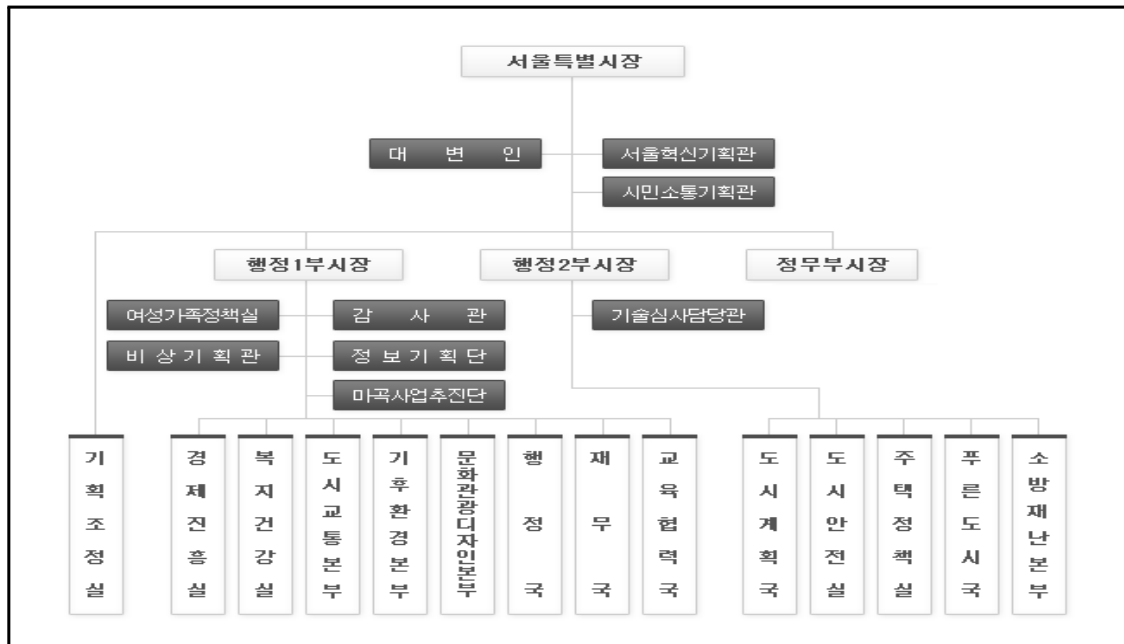 서울특별시장
대 변 인
서울혁신기획관
시민소통기획관
행정1부시장
행정2부시장
정무부시장
여성가족정책실
감 사 관
기술심사담당관
비 상 기 획 관
정 보 기 획 단
마곡사업추진단
기획조정실
경제진흥실
복지건강실
도시교통본부
기후환경본부
문화관광디자인본부
행정국
재무국
교육협력국
도시계획국
도시안전실
주택정책실
푸른도시국
소방재난본부